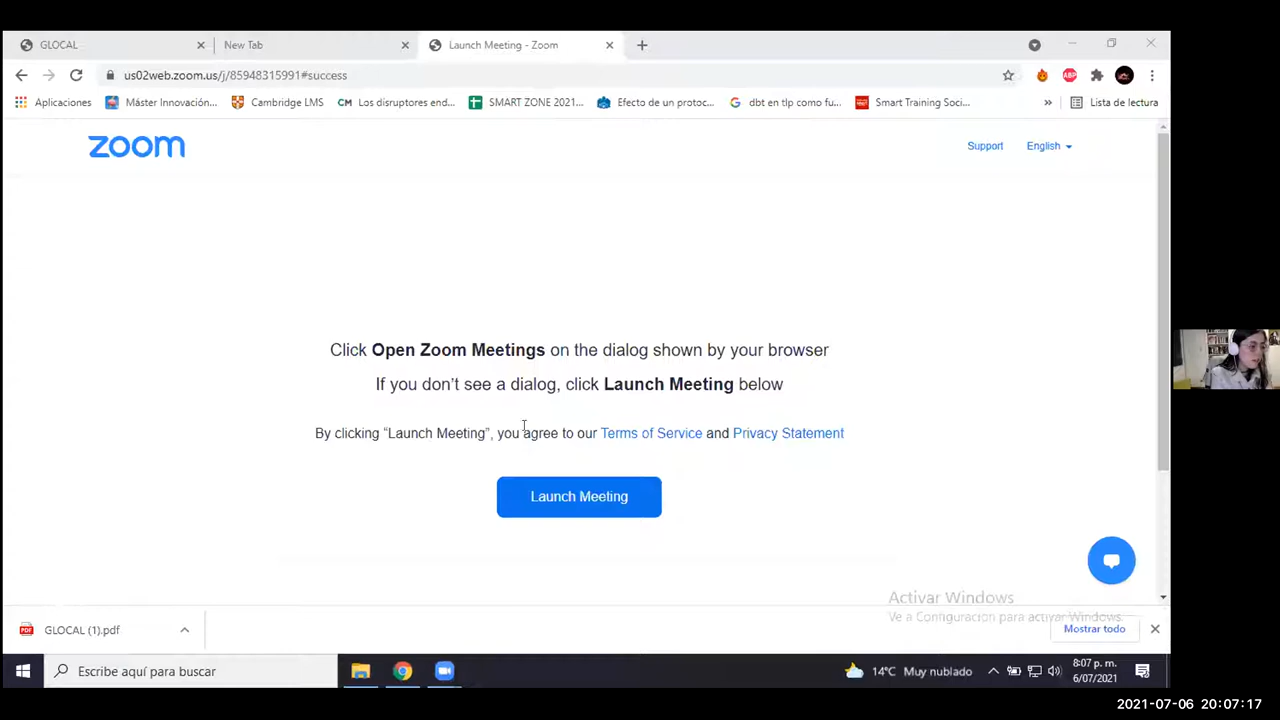 GLOCAL
New Tab
Launch Meeting - Zoom
us02web.zoom.us/j/85948315991#success
ABP
Aplicaciones
Máster Innovación...
Cambridge LMS
CM Los disruptores end...
SMART ZONE 2021...
Efecto de un protoc...
dbt en tlp como fu...
Smart Training Soci...
»
Lista de lectura
zoom
Support
English
Click Open Zoom Meetings on the dialog shown by your browser
If you don’t see a dialog, click Launch Meeting below
By clicking “Launch Meeting”, you agree to our Terms of Service and Privacy Statement
Launch Meeting
Activar Windows
Ve a Configuración para activar Windows.
PDF
GLOCAL (1).pdf
Mostrar todo
Escribe aquí para buscar
14°C Muy nublado
8:07 p. m.
6/07/2021
2021-07-06 20:07:17